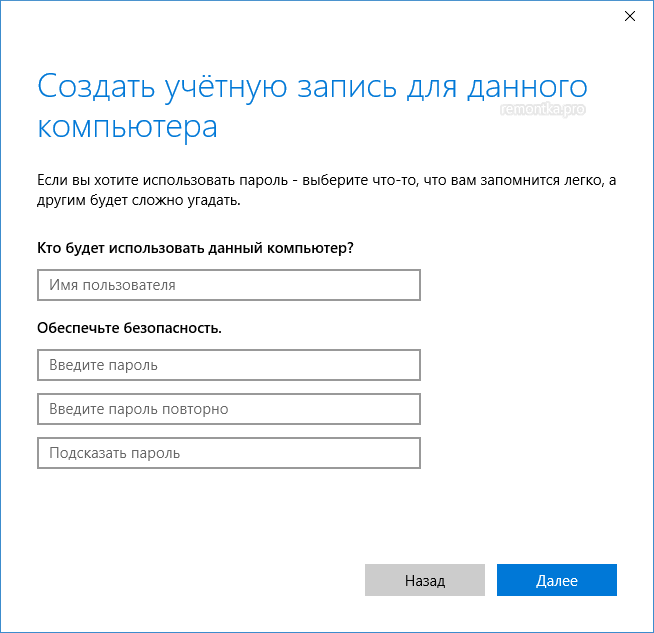 Создать учётную запись для данного
remontka.pro
компьютера
Если вы хотите использовать пароль - выберите что-то, что вам запомнится легко, а
другим будет сложно угадать.
Кто будет использовать данный компьютер?
Имя пользователя
Обеспечьте безопасность.
Введите пароль
Введите пароль повторно
Подсказать пароль
Назад Далее